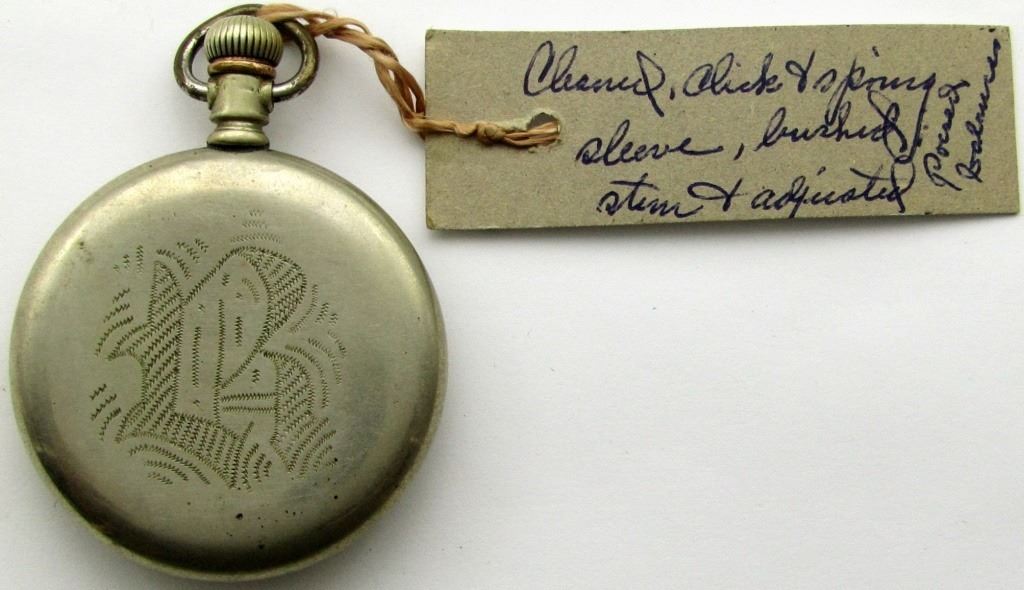 Cleaned, click & spring
sleeve, bushed
stem & adjusted
Poised
balance